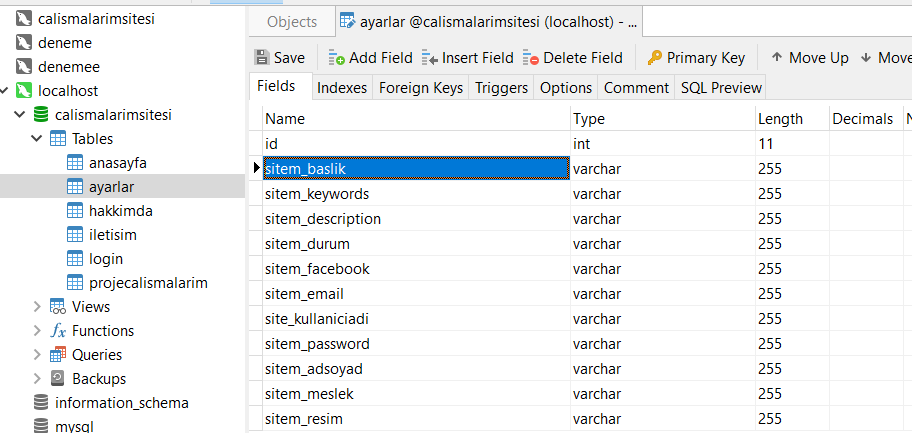 calismalarimsitesi
deneme
denemee
localhost
calismalarimsitesi
Tables
anasayfa
ayarlar
hakkimda
iletisim
login
projecalismalarim
Views
Functions
Queries
Backups
information_schema
mysql
Objects ayarlar @calismalarimsitesi (localhost) - ...
Save Add Field Insert Field Delete Field Primary Key Move Up Move
Fields Indexes Foreign Keys Triggers Options Comment SQL Preview
Name Type Length Decimals N
id int 11
sitem_baslik varchar 255
sitem_keywords varchar 255
sitem_description varchar 255
sitem_durum varchar 255
sitem_facebook varchar 255
sitem_email varchar 255
site_kullaniciadi varchar 255
sitem_password varchar 255
sitem_adsoyad varchar 255
sitem_meslek varchar 255
sitem_resim varchar 255